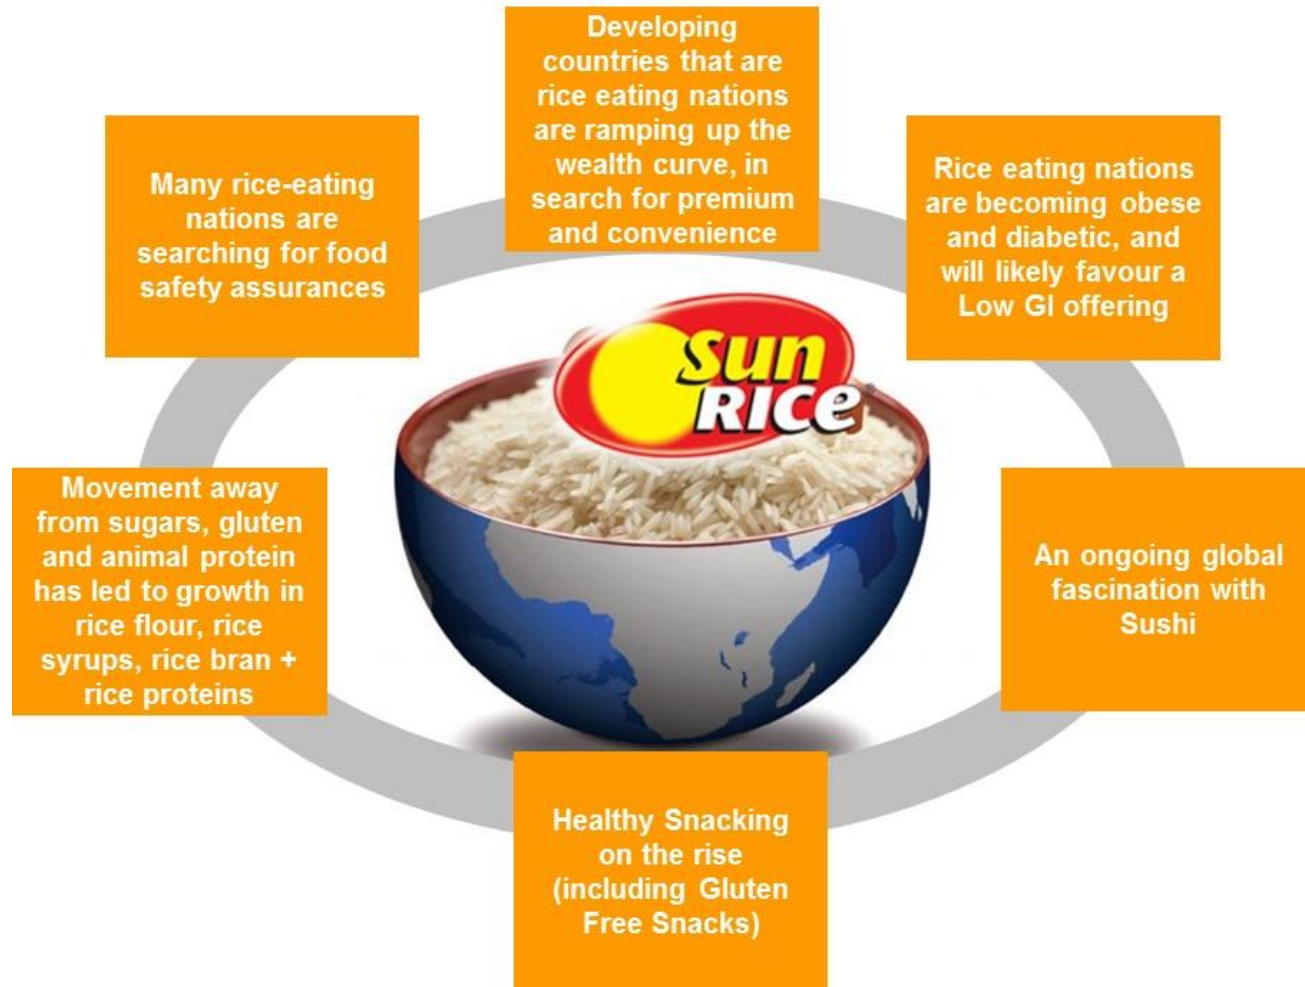 Developing
countries that are
rice eating nations
are ramping up the
wealth curve, in
search for premium
and convenience
Many rice-eating
nations are
searching for food
safety assurances
Rice eating nations
are becoming obese
and diabetic, and
will likely favour a
Low GI offering
Sun
RICe
Movement away
from sugars, gluten
and animal protein
has led to growth in
rice flour, rice
syrups, rice bran +
rice proteins
An ongoing global
fascination with
Sushi
Healthy Snacking
on the rise
(including Gluten
Free Snacks)